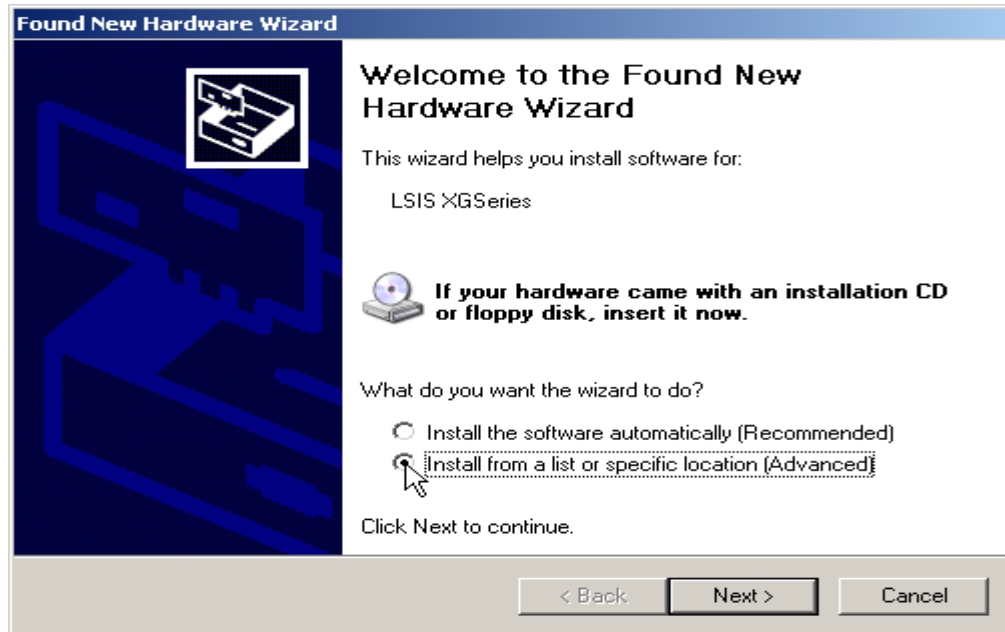 Found New Hardware Wizard
Welcome to the Found New
Hardware Wizard
This wizard helps you install software for:
LSIS XGSeries
If your hardware came with an installation CD
or floppy disk, insert it now.
What do you want the wizard to do?
Install the software automatically (Recommended)
Install from a list or specific location (Advanced)
Click Next to continue.
< Back Next > Cancel